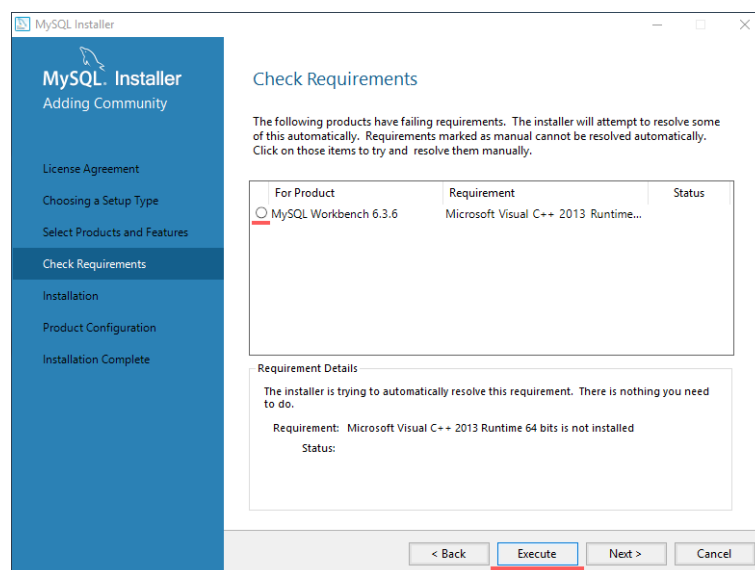 MySQL Installer
MySQL. Installer
Adding Community
License Agreement
Choosing a Setup Type
Select Products and Features
Check Requirements
Installation
Product Configuration
Installation Complete
Check Requirements
The following products have failing requirements. The installer will attempt to resolve some
of this automatically. Requirements marked as manual cannot be resolved automatically.
Click on those items to try and resolve them manually.
For Product Requirement Status
MySQL Workbench 6.3.6 Microsoft Visual C++ 2013 Runtime...
Requirement Details
The installer is trying to automatically resolve this requirement. There is nothing you need
to do.
Requirement: Microsoft Visual C++ 2013 Runtime 64 bits is not installed
Status:
< Back Execute Next > Cancel